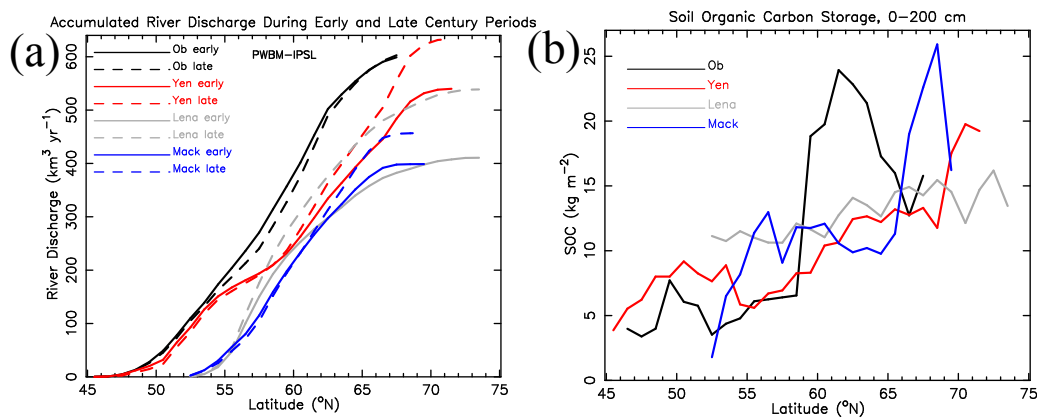 Accumulated River Discharge During Early and Late Century Periods
(a)
PWBM-IPSL
Ob early
Ob late
Yen early
Yen late
Lena early
Lena late
Mack early
Mack late
River Discharge (km³ yr⁻¹)
600
500
400
300
200
100
0
45 50 55 60 65 70 75
Latitude (°N)
Soil Organic Carbon Storage, 0-200 cm
(b)
Ob
Yen
Lena
Mack
SOC (kg m⁻²)
25
20
15
10
5
0
45 50 55 60 65 70 75
Latitude (°N)